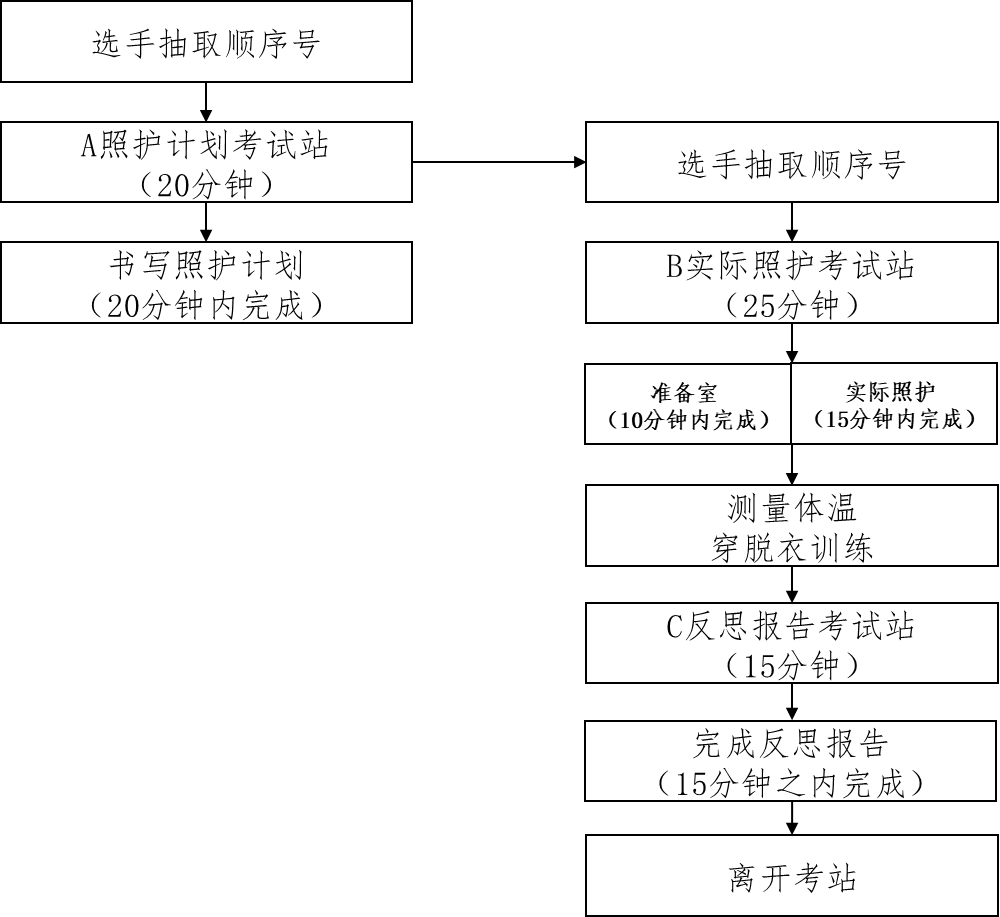 选手抽取顺序号
A照护计划考试站
（20分钟）
书写照护计划
（20分钟内完成）
选手抽取顺序号
B实际照护考试站
（25分钟）
准备室
（10分钟内完成）
实际照护
（15分钟内完成）
测量体温
穿脱衣训练
C反思报告考试站
（15分钟）
完成反思报告
（15分钟之内完成）
离开考站